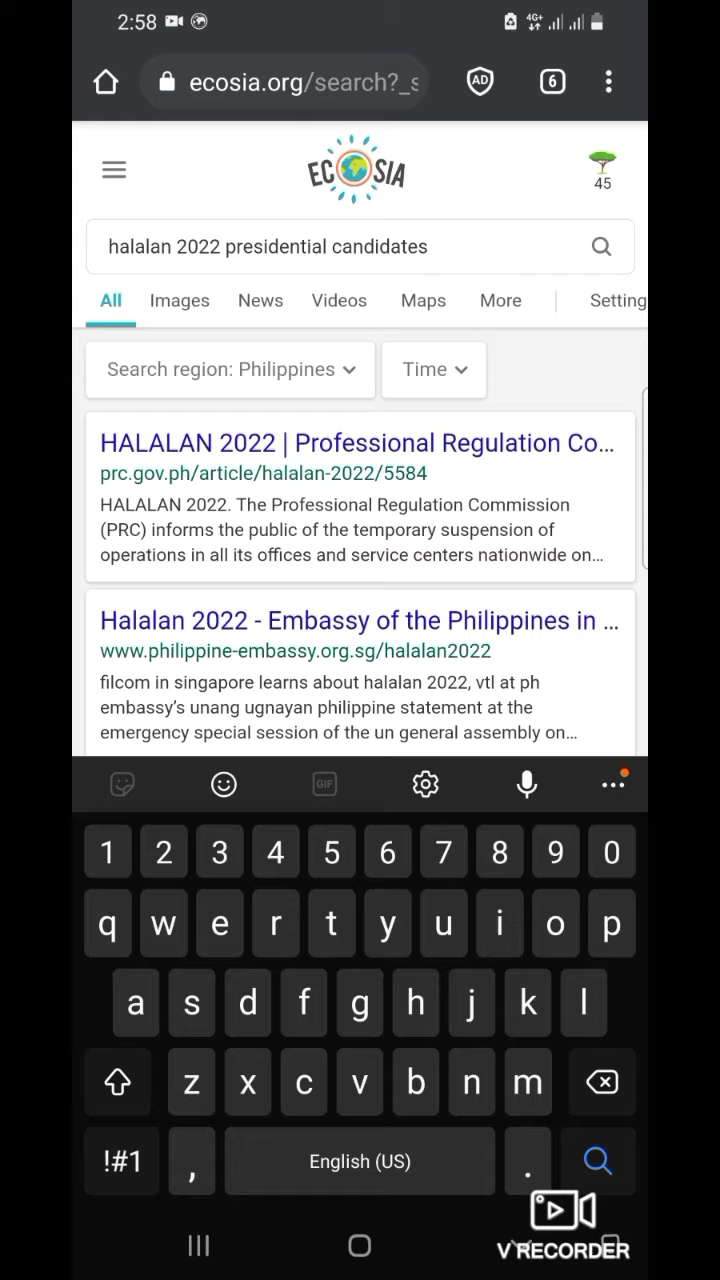 2:58
4G+
ecosia.org/search?_s
AD
6
ECOSIA
45
halalan 2022 presidential candidates
All Images News Videos Maps More Setting
Search region: Philippines Time
HALALAN 2022 | Professional Regulation Co...
prc.gov.ph/article/halalan-2022/5584
HALALAN 2022. The Professional Regulation Commission
(PRC) informs the public of the temporary suspension of
operations in all its offices and service centers nationwide on...
Halalan 2022 - Embassy of the Philippines in ...
www.philippine-embassy.org.sg/halalan2022
filcom in singapore learns about halalan 2022, vtl at ph
embassy's unang ugnayan philippine statement at the
emergency special session of the un general assembly on...
GIF
1 2 3 4 5 6 7 8 9 0
q w e r t y u i o p
a s d f g h j k l
z x c v b n m
!#1 , English (US) .
V RECORDER